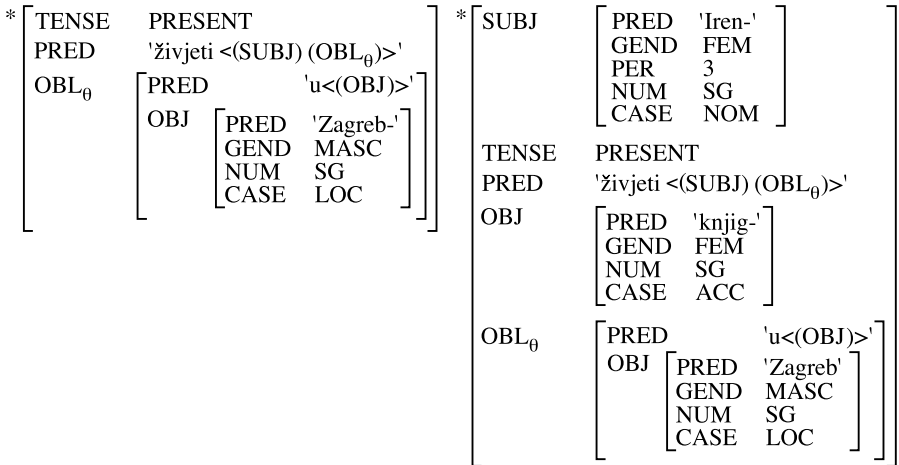 *
TENSE PRESENT
PRED 'živjeti <(SUBJ) (OBLθ)>'
OBLθ PRED 'u<(OBJ)>'
OBJ PRED 'Zagreb-'
GEND MASC
NUM SG
CASE LOC
*
SUBJ PRED 'Iren-'
GEND FEM
PER 3
NUM SG
CASE NOM
TENSE PRESENT
PRED 'živjeti <(SUBJ) (OBLθ)>'
OBJ PRED 'knjig-'
GEND FEM
NUM SG
CASE ACC
OBLθ PRED 'u<(OBJ)>'
OBJ PRED 'Zagreb'
GEND MASC
NUM SG
CASE LOC